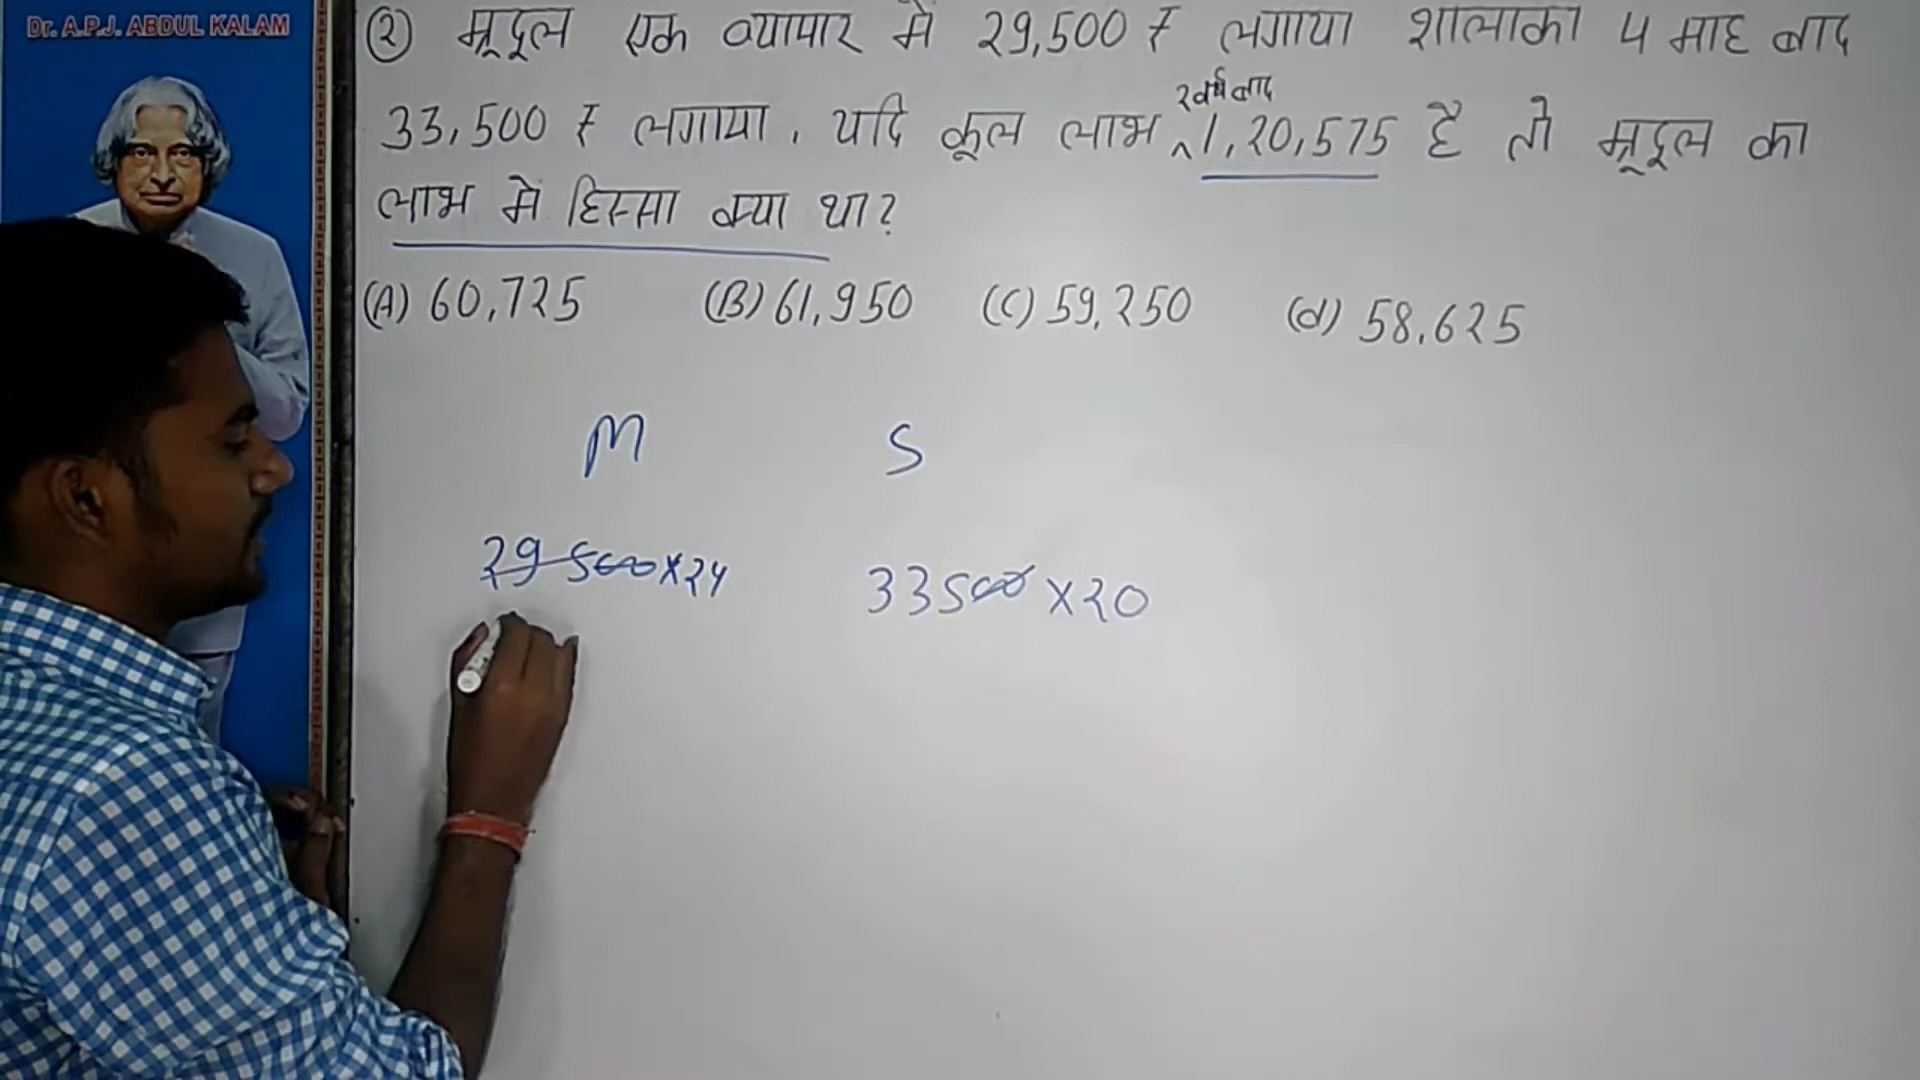 Dr. A.P.J. ABDUL KALAM
② मृदूल एक व्यापार में 29,500 ₹ लगाया शालाका 4 माह बाद
2 वर्ष बाद
33,500 ₹ लगाया, यदि कूल लाभ ^ 1,20,575 है तो मृदूल का
लाभ में हिस्सा क्या था?
(A) 60,725 (B) 61,950 (C) 59,250 (d) 58,625
M S
29500×24 33500×20